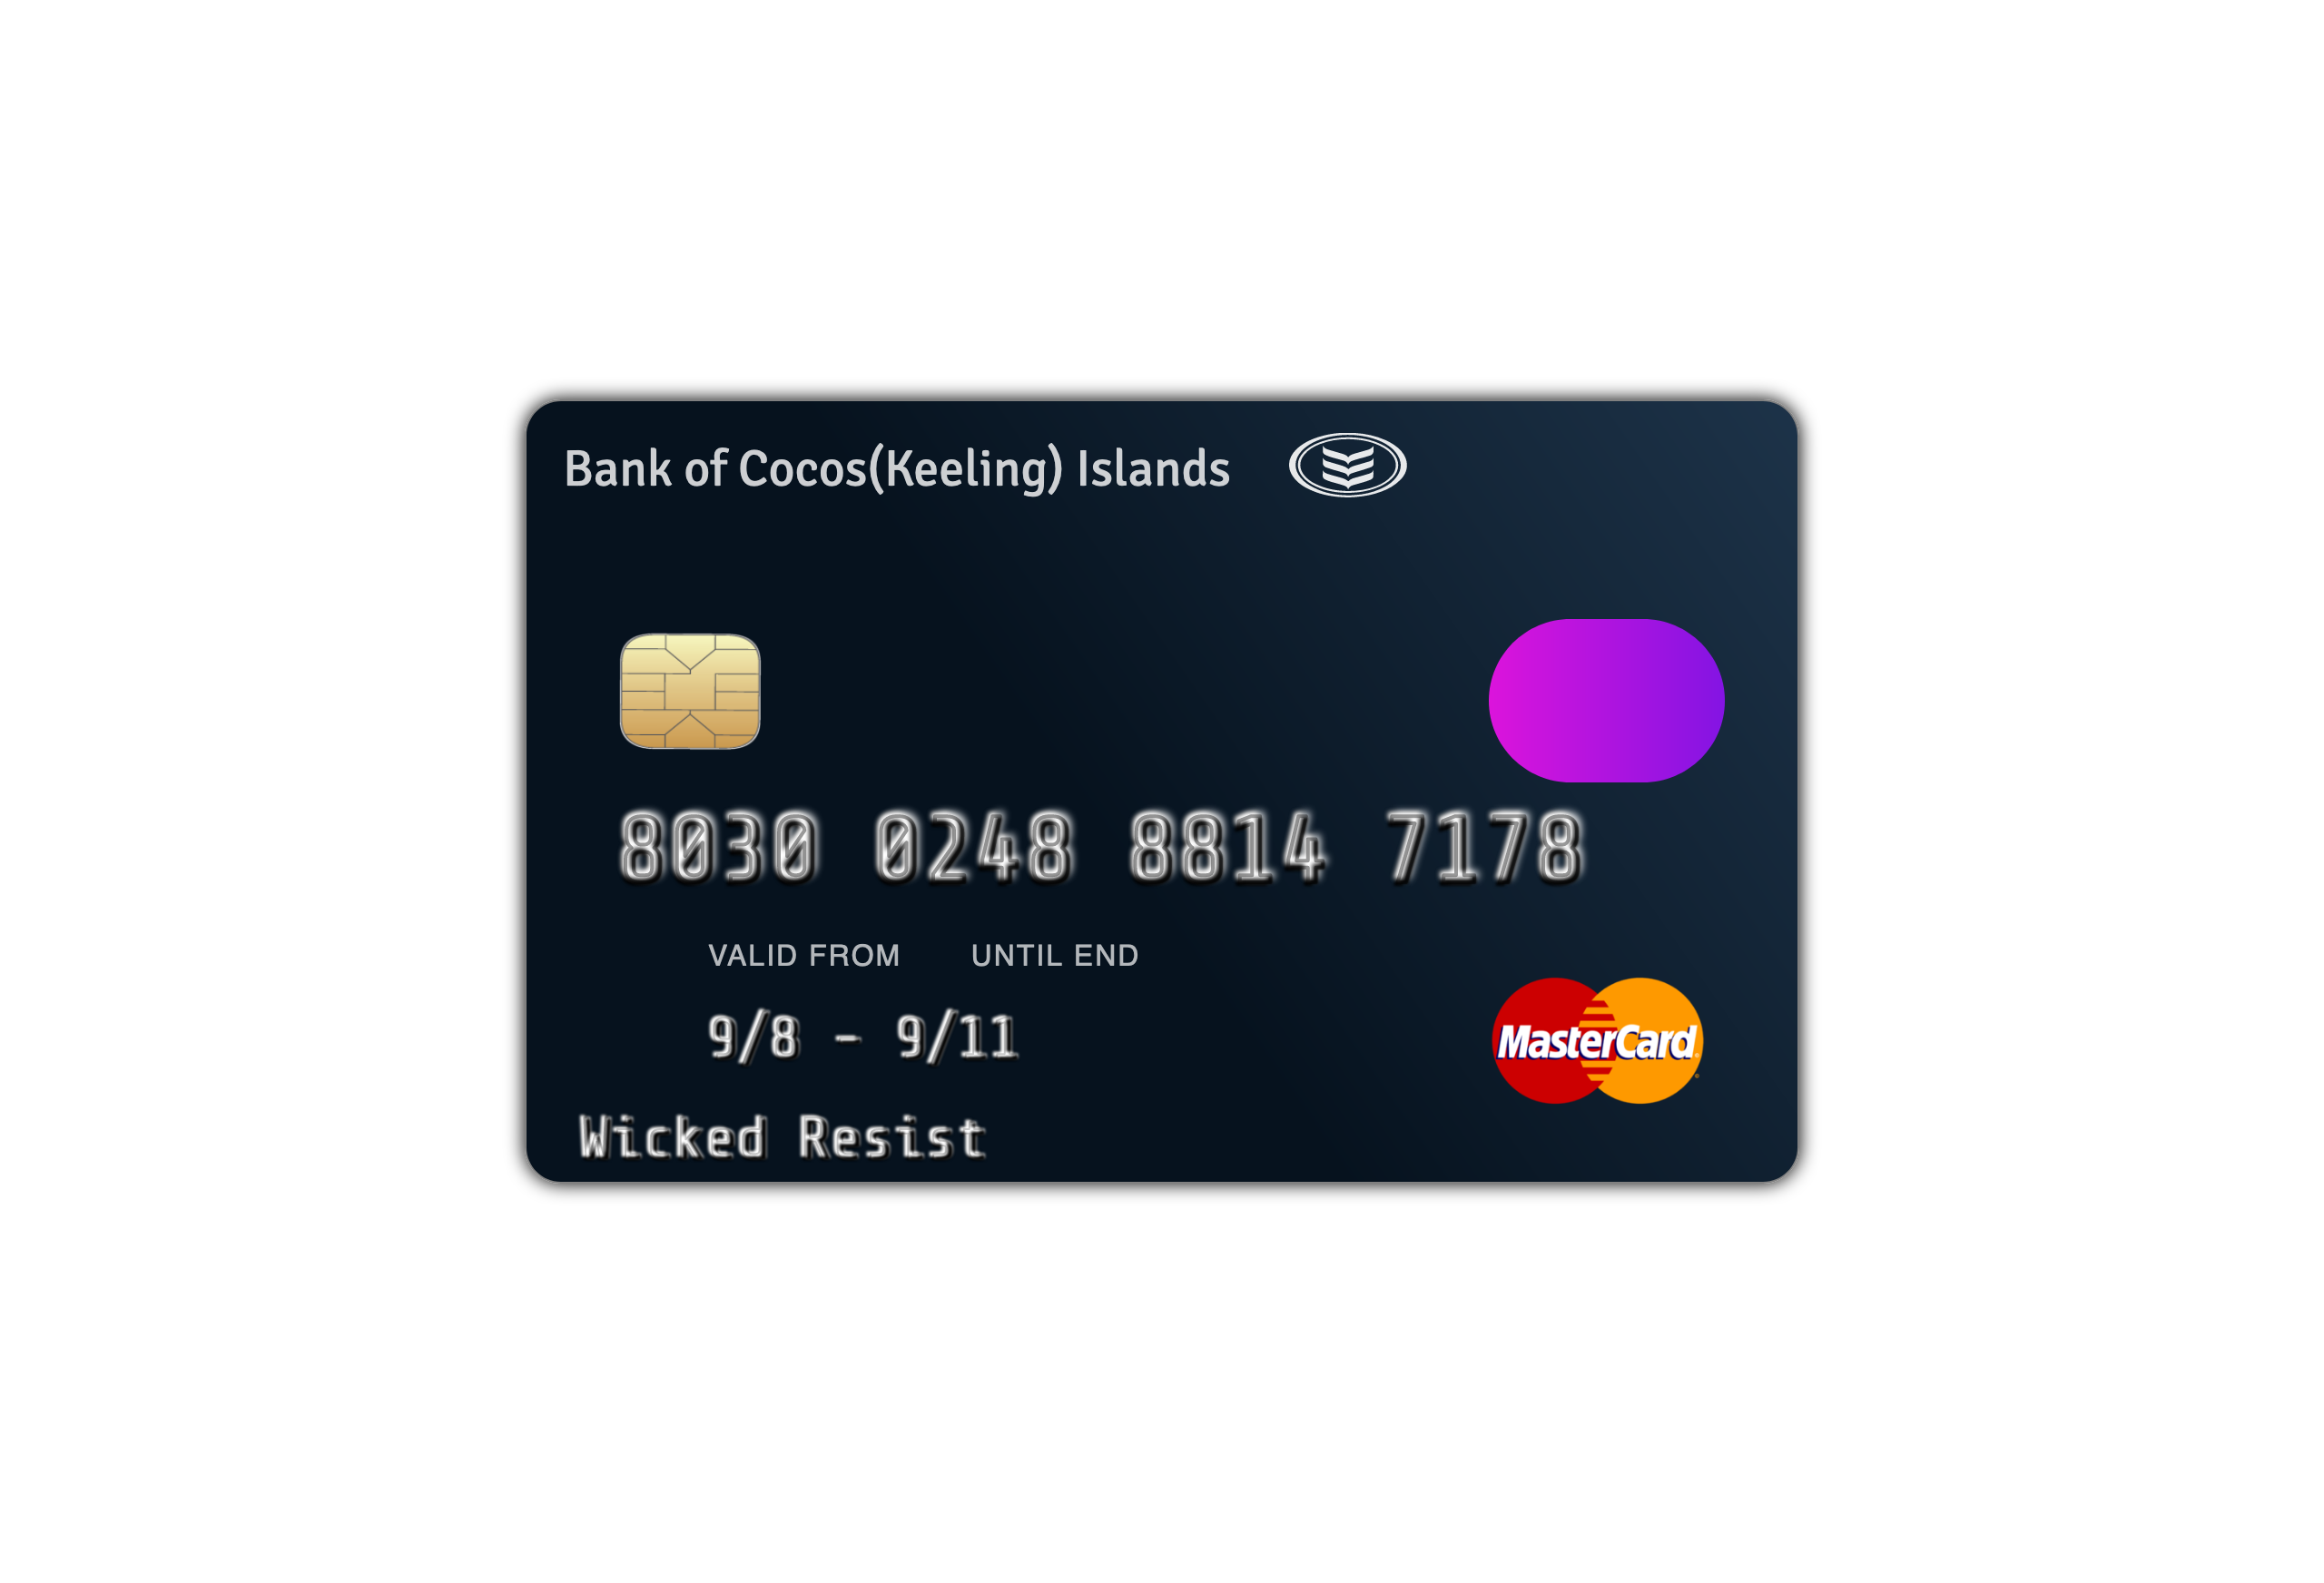 Bank of Cocos(Keeling) Islands
8030 0248 8814 7178
VALID FROM UNTIL END
9/8 - 9/11
MasterCard
Wicked Resist